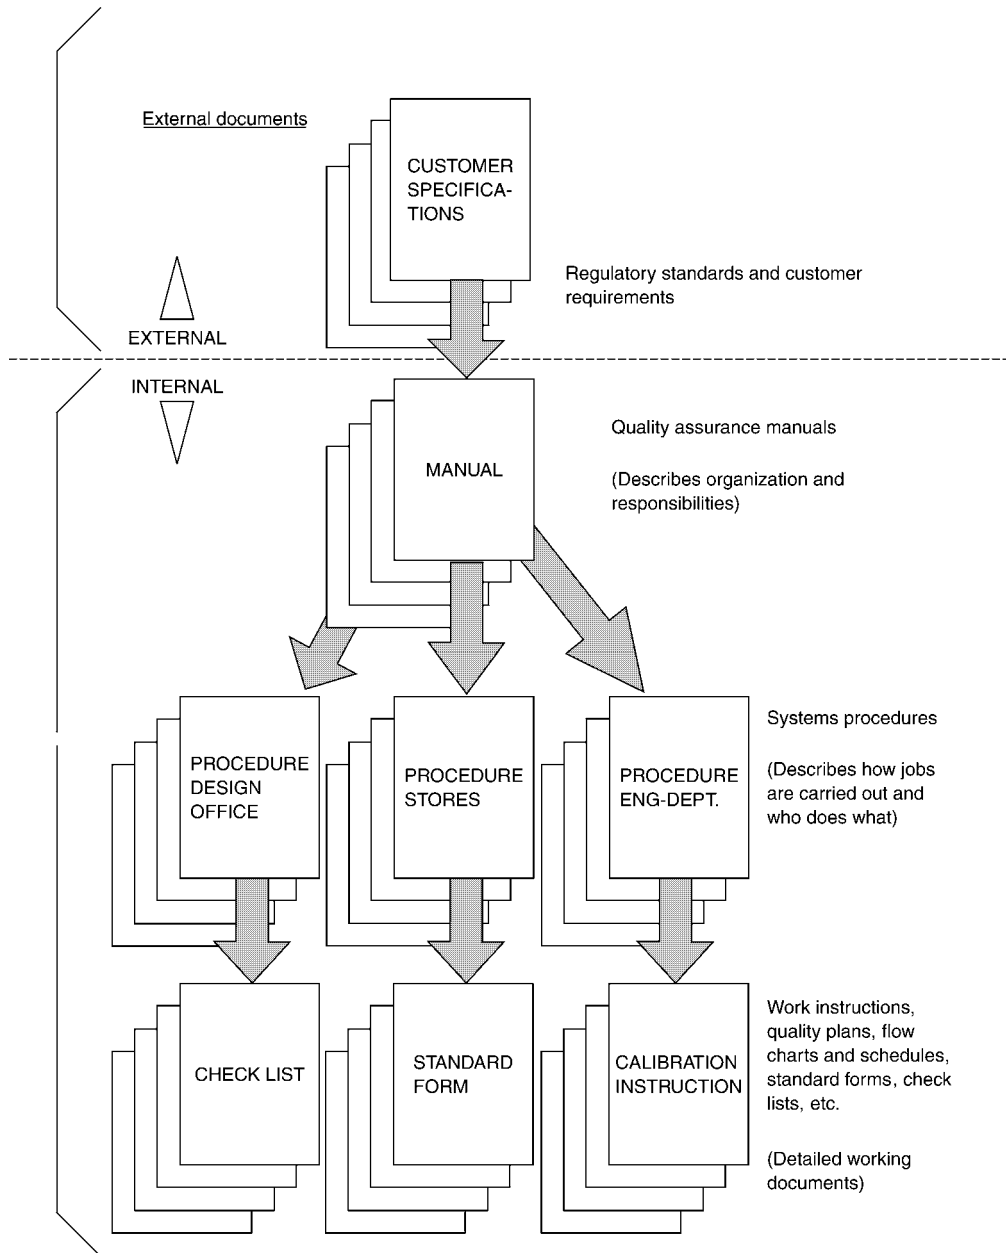 External documents
CUSTOMER
SPECIFICA-
TIONS
Regulatory standards and customer
requirements
EXTERNAL
INTERNAL
Quality assurance manuals
MANUAL
(Describes organization and
responsibilities)
PROCEDURE
DESIGN
OFFICE
PROCEDURE
STORES
PROCEDURE
ENG-DEPT.
Systems procedures
(Describes how jobs
are carried out and
who does what)
CHECK LIST
STANDARD
FORM
CALIBRATION
INSTRUCTION
Work instructions,
quality plans, flow
charts and schedules,
standard forms, check
lists, etc.
(Detailed working
documents)